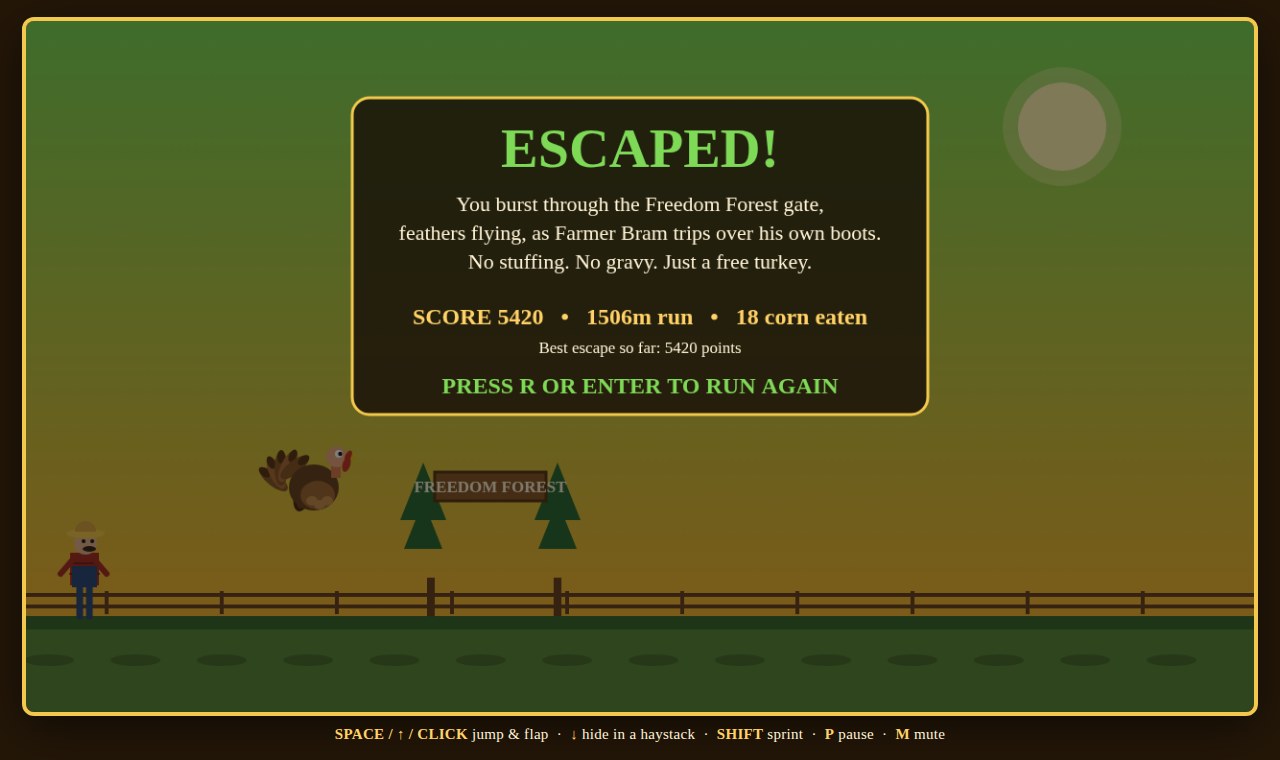 ESCAPED!
You burst through the Freedom Forest gate,
feathers flying, as Farmer Bram trips over his own boots.
No stuffing. No gravy. Just a free turkey.
SCORE 5420 • 1506m run • 18 corn eaten
Best escape so far: 5420 points
PRESS R OR ENTER TO RUN AGAIN
FREEDOM FOREST
SPACE / ↑ / CLICK jump & flap · ↓ hide in a haystack · SHIFT sprint · P pause · M mute